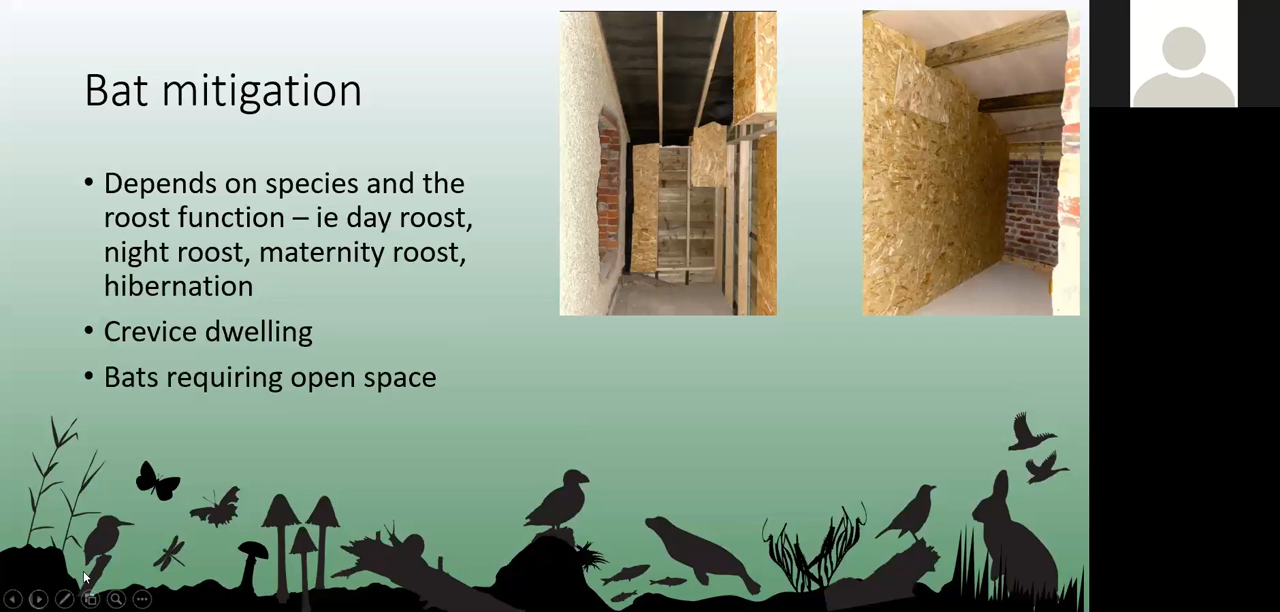 Bat mitigation
• Depends on species and the
roost function – ie day roost,
night roost, maternity roost,
hibernation
• Crevice dwelling
• Bats requiring open space